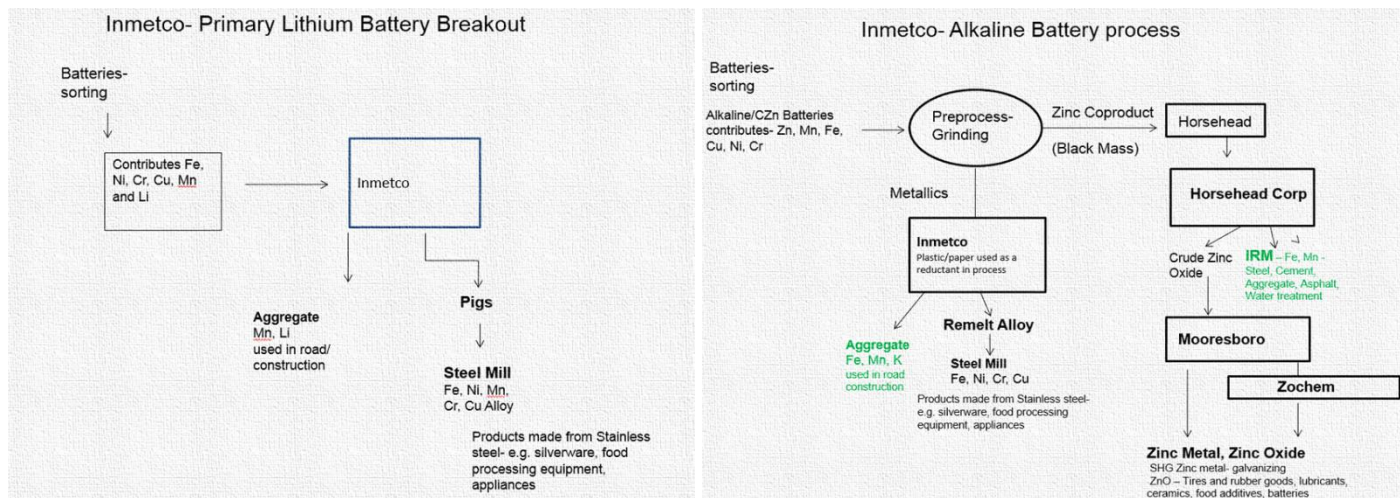 Inmetco- Primary Lithium Battery Breakout
Batteries-
sorting
Contributes Fe,
Ni, Cr, Cu, Mn
and Li
Inmetco
Aggregate
Mn, Li
used in road/
construction
Pigs
Steel Mill
Fe, Ni, Mn,
Cr, Cu Alloy
Products made from Stainless
steel- e.g. silverware, food
processing equipment,
appliances
Inmetco- Alkaline Battery process
Batteries-
sorting
Alkaline/CZn Batteries
contributes- Zn, Mn, Fe,
Cu, Ni, Cr
Preprocess-
Grinding
Zinc Coproduct
(Black Mass)
Horsehead
Metallics
Horsehead Corp
Inmetco
Plastic/paper used as a
reductant in process
Crude Zinc
Oxide
IRM – Fe, Mn -
Steel, Cement,
Aggregate, Asphalt,
Water treatment
Aggregate
Fe, Mn, K
used in road
construction
Remelt Alloy
Steel Mill
Fe, Ni, Cr, Cu
Products made from Stainless steel-
e.g. silverware, food processing
equipment, appliances
Mooresboro
Zochem
Zinc Metal, Zinc Oxide
SHG Zinc metal- galvanizing
ZnO – Tires and rubber goods, lubricants,
ceramics, food additives, batteries